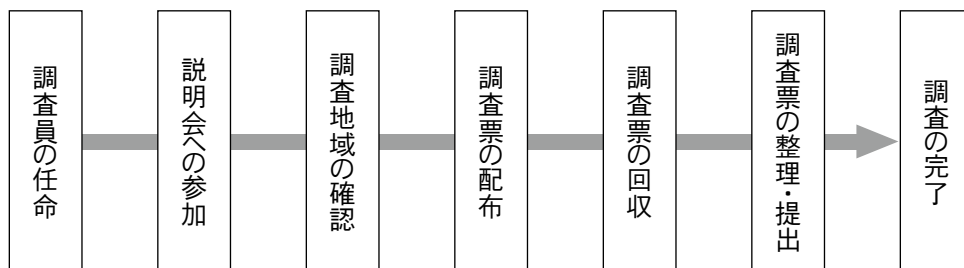 調査員の任命
説明会への参加
調査地域の確認
調査票の配布
調査票の回収
調査票の整理・提出
調査の完了